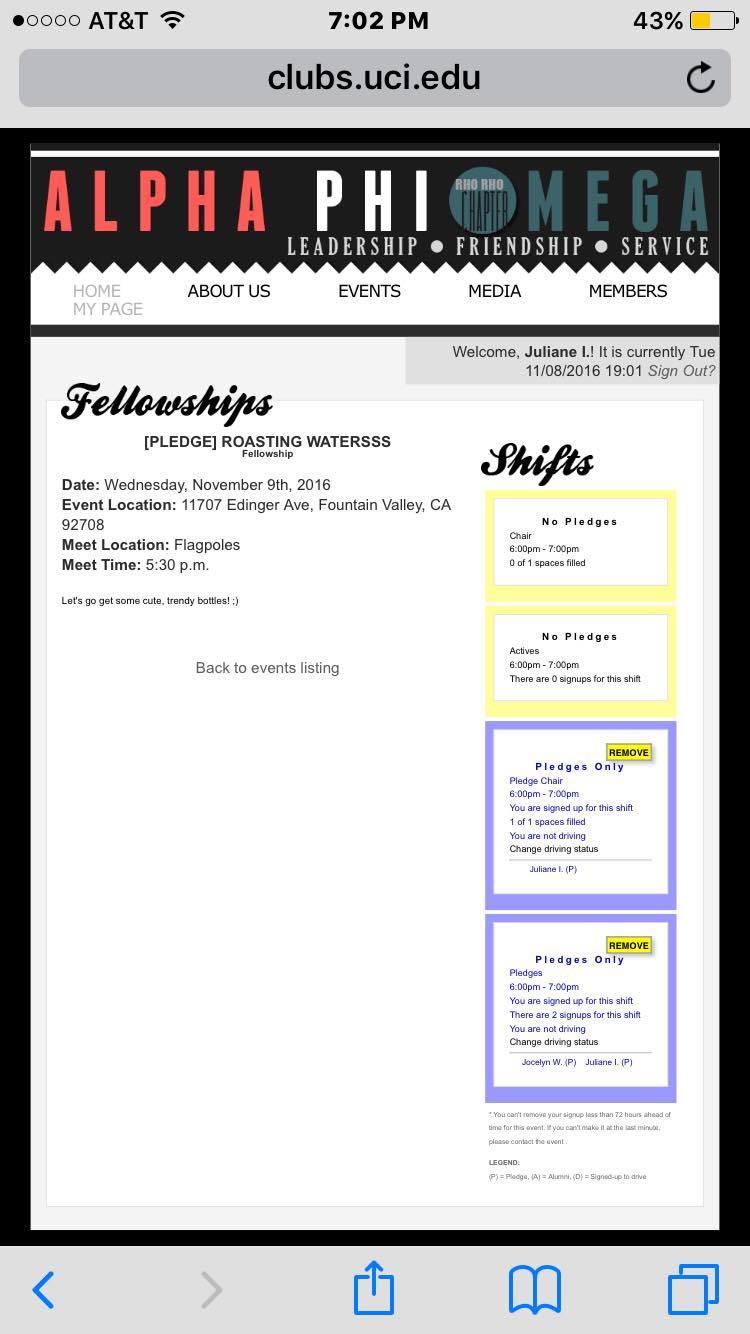 AT&T 7:02 PM 43%
clubs.uci.edu
ALPHA PHI OMEGA
RHO RHO
CHAPTER
LEADERSHIP ● FRIENDSHIP ● SERVICE
HOME ABOUT US EVENTS MEDIA MEMBERS
MY PAGE
Welcome, Juliane I.! It is currently Tue
11/08/2016 19:01 Sign Out?
Fellowships
[PLEDGE] ROASTING WATERSSS
Fellowship
Date: Wednesday, November 9th, 2016
Event Location: 11707 Edinger Ave, Fountain Valley, CA
92708
Meet Location: Flagpoles
Meet Time: 5:30 p.m.
Let's go get some cute, trendy bottles! ;)
Back to events listing
Shifts
No Pledges
Chair
6:00pm - 7:00pm
0 of 1 spaces filled
No Pledges
Actives
6:00pm - 7:00pm
There are 0 signups for this shift
REMOVE
Pledges Only
Pledge Chair
6:00pm - 7:00pm
You are signed up for this shift
1 of 1 spaces filled
You are not driving
Change driving status
Juliane I. (P)
REMOVE
Pledges Only
Pledges
6:00pm - 7:00pm
You are signed up for this shift
There are 2 signups for this shift
You are not driving
Change driving status
Jocelyn W. (P) Juliane I. (P)
* You can't remove your signup less than 72 hours ahead of
time for this event. If you can't make it at the last minute,
please contact the event .
LEGEND:
(P) = Pledge, (A) = Alumni, (D) = Signed-up to drive